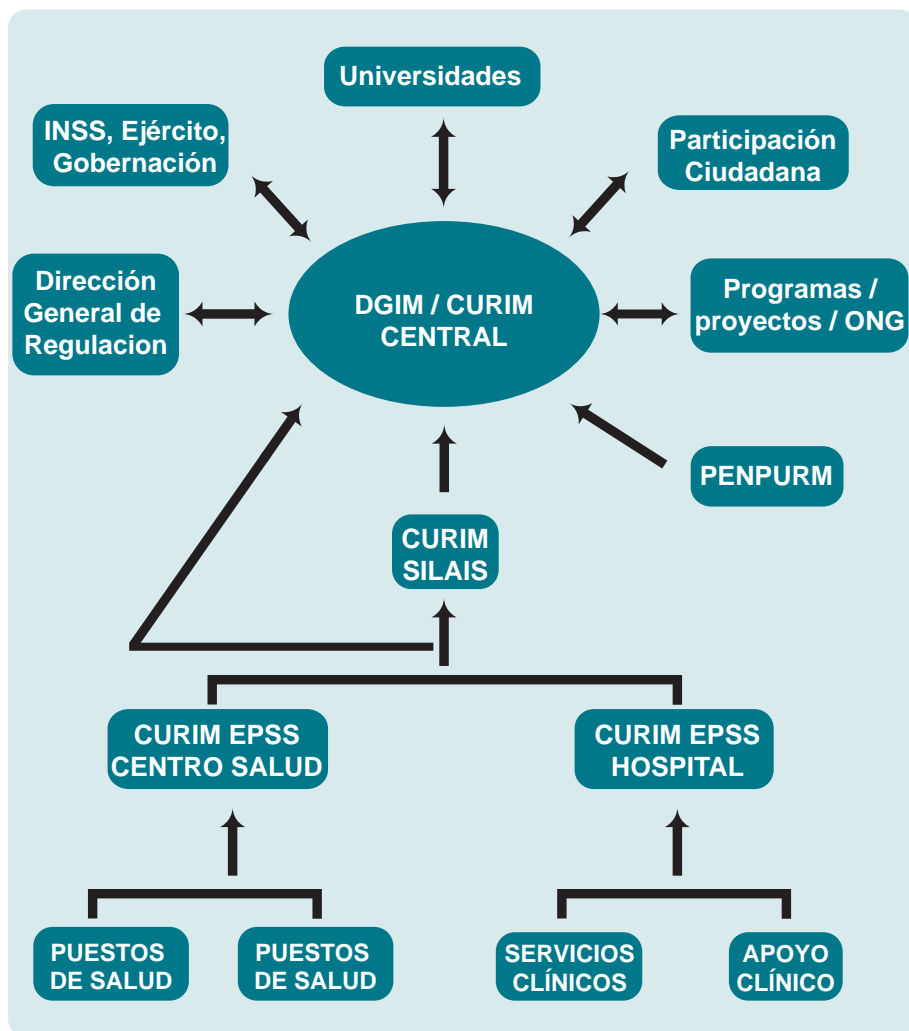 Universidades
INSS, Ejército,
Gobernación
Participación
Ciudadana
Dirección
General de
Regulacion
DGIM / CURIM
CENTRAL
Programas /
proyectos / ONG
PENPURM
CURIM
SILAIS
CURIM EPSS
CENTRO SALUD
CURIM EPSS
HOSPITAL
PUESTOS
DE SALUD
PUESTOS
DE SALUD
SERVICIOS
CLÍNICOS
APOYO
CLÍNICO